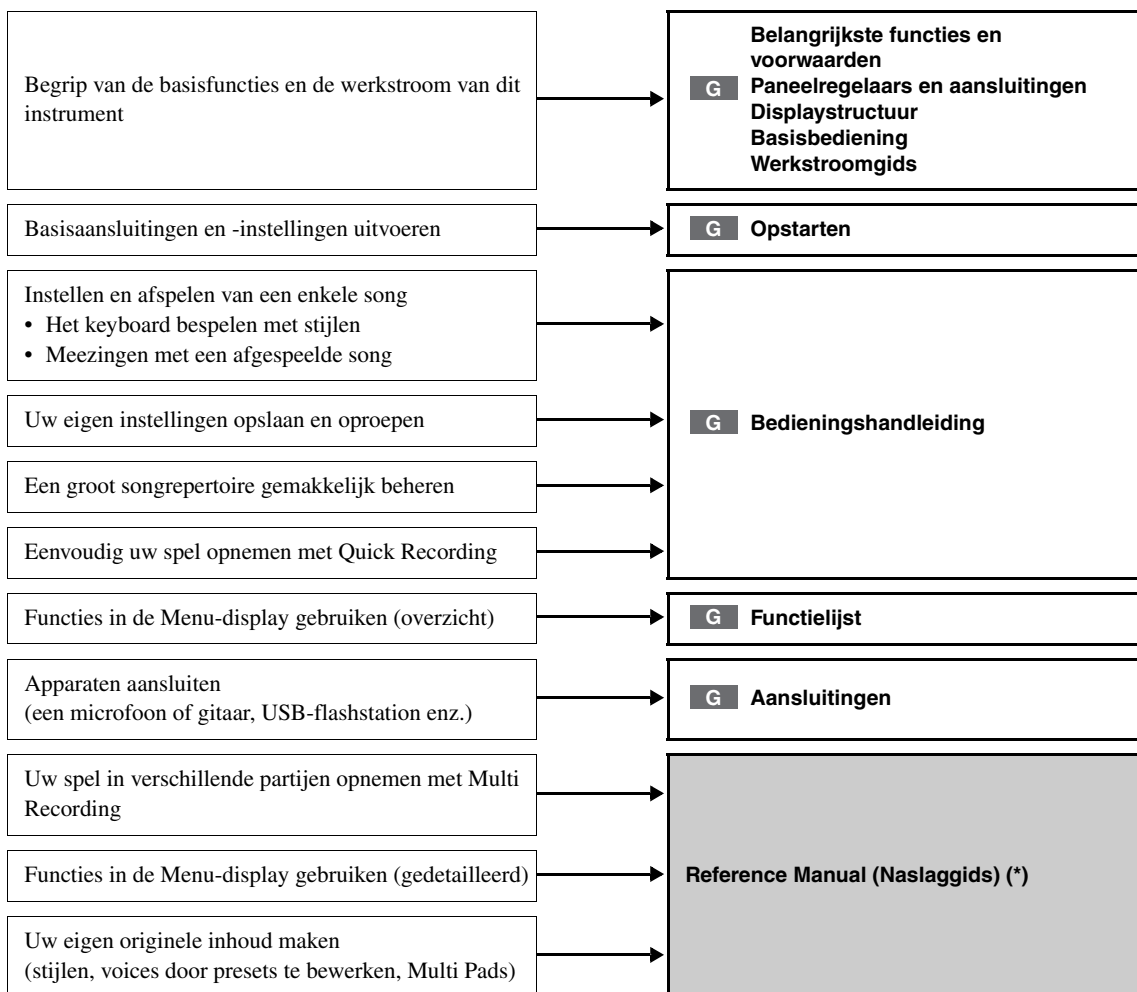 Begrip van de basisfuncties en de werkstroom van dit
instrument
G
Belangrijkste functies en
voorwaarden
Paneelregelaars en aansluitingen
Displaystructuur
Basisbediening
Werkstroomgids
Basisaansluitingen en -instellingen uitvoeren
G Opstarten
Instellen en afspelen van een enkele song
• Het keyboard bespelen met stijlen
• Meezingen met een afgespeelde song
Uw eigen instellingen opslaan en oproepen
Een groot songrepertoire gemakkelijk beheren
Eenvoudig uw spel opnemen met Quick Recording
G Bedieningshandleiding
Functies in de Menu-display gebruiken (overzicht)
G Functielijst
Apparaten aansluiten
(een microfoon of gitaar, USB-flashstation enz.)
G Aansluitingen
Uw spel in verschillende partijen opnemen met Multi
Recording
Functies in de Menu-display gebruiken (gedetailleerd)
Uw eigen originele inhoud maken
(stijlen, voices door presets te bewerken, Multi Pads)
Reference Manual (Naslaggids) (*)